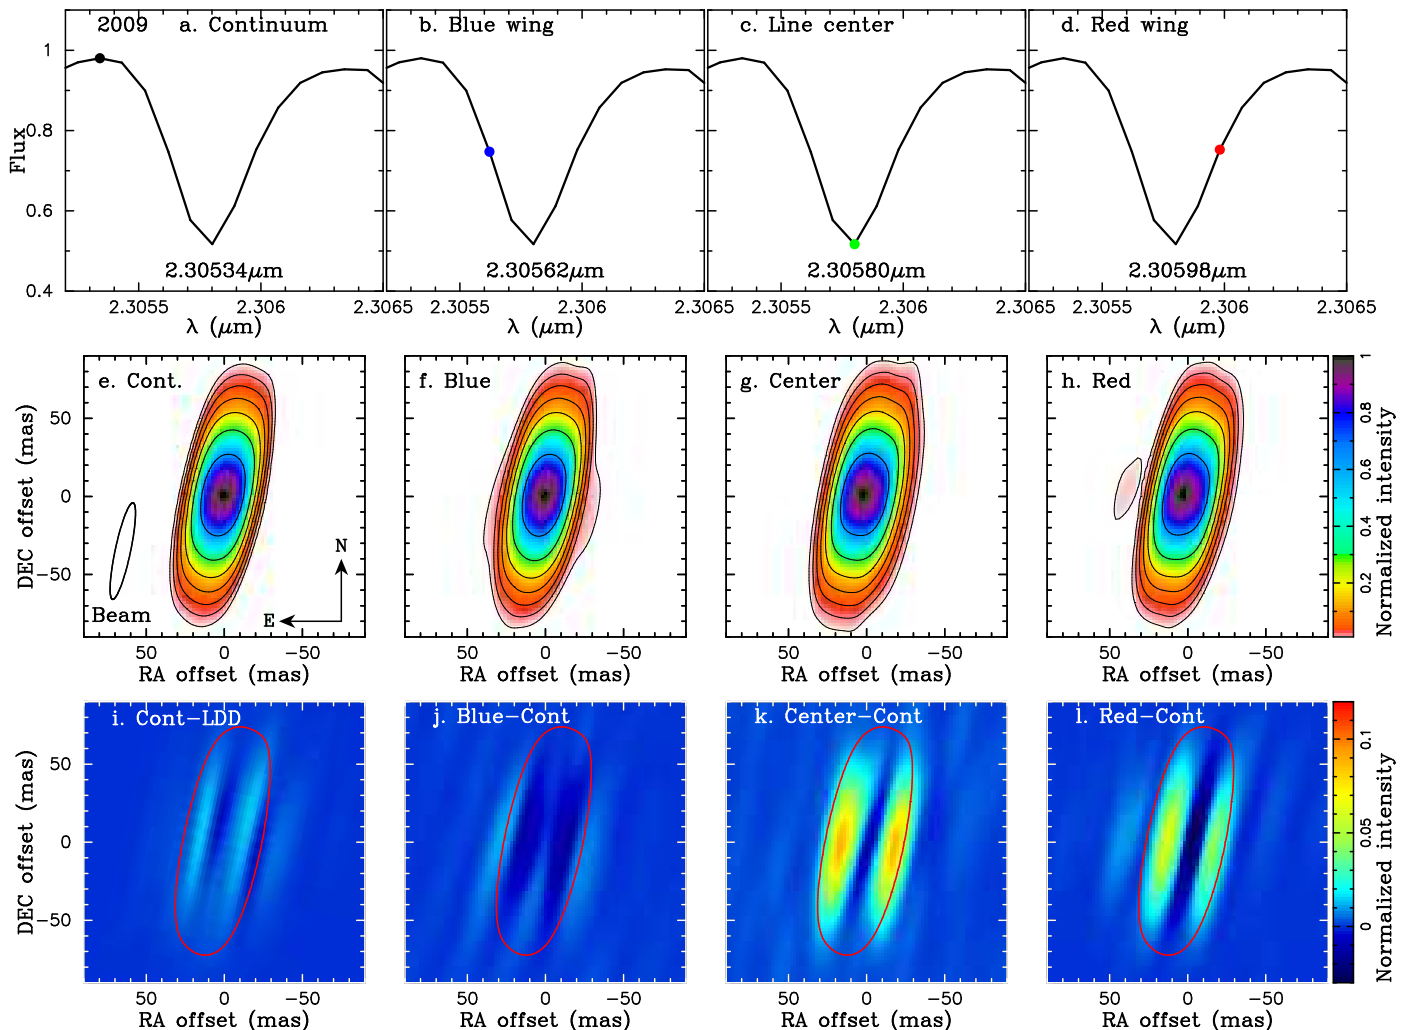 2009 a. Continuum b. Blue wing c. Line center d. Red wing
1
0.8
0.6
0.4
Flux
2.30534μm 2.30562μm 2.30580μm 2.30598μm
2.3055 2.306 2.3065 2.3055 2.306 2.3065 2.3055 2.306 2.3065 2.3055 2.306 2.3065
λ (μm) λ (μm) λ (μm) λ (μm)
e. Cont. f. Blue g. Center h. Red
50
0
−50
DEC offset (mas)
Beam
N
E
1
0.8
0.6
0.4
0.2
Normalized intensity
50 0 −50 50 0 −50 50 0 −50 50 0 −50
RA offset (mas) RA offset (mas) RA offset (mas) RA offset (mas)
i. Cont−LDD j. Blue−Cont k. Center−Cont l. Red−Cont
50
0
−50
DEC offset (mas)
0.1
0.05
0
Normalized intensity
50 0 −50 50 0 −50 50 0 −50 50 0 −50
RA offset (mas) RA offset (mas) RA offset (mas) RA offset (mas)